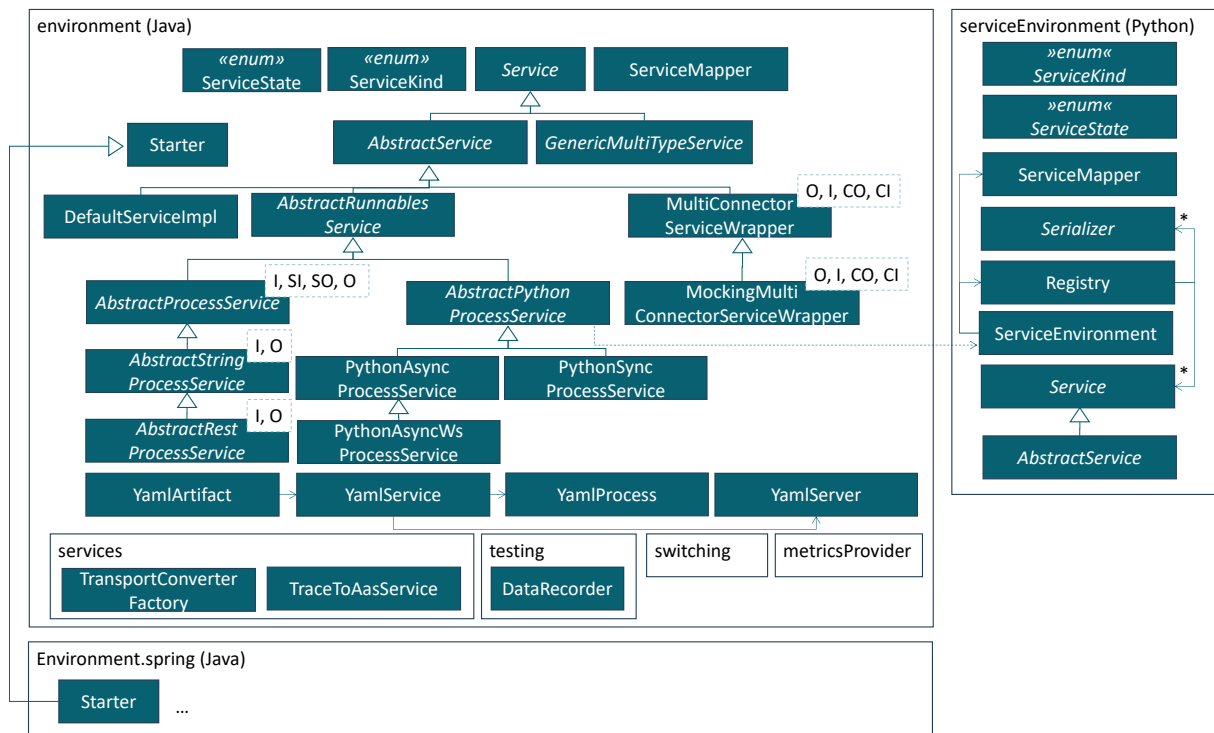 environment (Java)
«enum»
ServiceState
«enum»
ServiceKind
Service
ServiceMapper
AbstractService
GenericMultiTypeService
Starter
DefaultServiceImpl
AbstractRunnables
Service
MultiConnector
ServiceWrapper
O, I, CO, CI
AbstractProcessService
I, SI, SO, O
AbstractPython
ProcessService
MockingMulti
ConnectorServiceWrapper
O, I, CO, CI
AbstractString
ProcessService
I, O
PythonAsync
ProcessService
PythonSync
ProcessService
AbstractRest
ProcessService
I, O
PythonAsyncWs
ProcessService
YamlArtifact
YamlService
YamlProcess
YamlServer
services
TransportConverter
Factory
TraceToAasService
testing
DataRecorder
switching
metricsProvider
Environment.spring (Java)
Starter
...
serviceEnvironment (Python)
»enum«
ServiceKind
»enum«
ServiceState
ServiceMapper
*
Serializer
Registry
ServiceEnvironment
*
Service
AbstractService